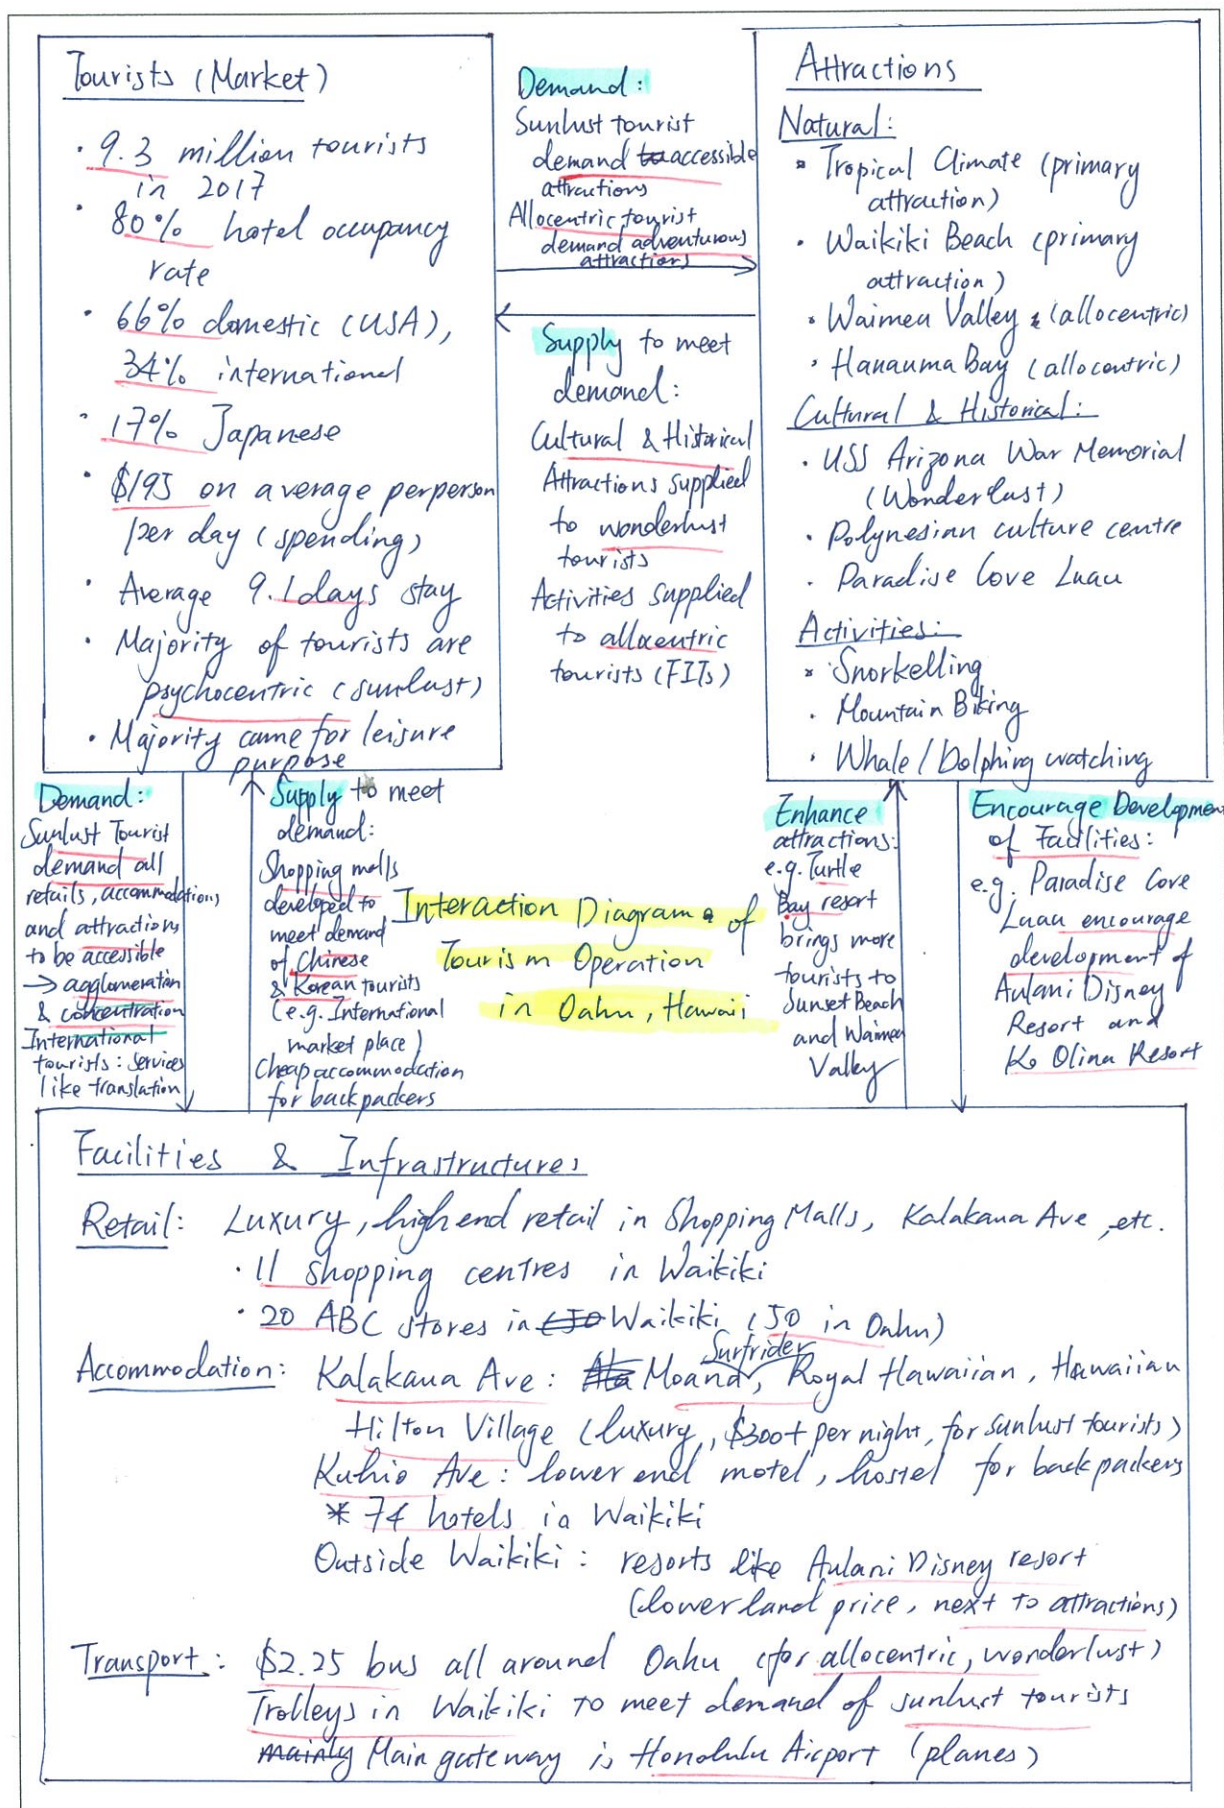 Tourists (Market)
• 9.3 million tourists
in 2017
• 80% hotel occupancy
rate
• 66% domestic (USA),
34% international
• 17% Japanese
• $195 on average per person
per day (spending)
• Average 9.1 days stay
• Majority of tourists are
psychocentric (sunlust)
• Majority came for leisure
purpose
Demand:
Sunlust tourist
demand to accessible
attractions
Allocentric tourist
demand adventurous
attractions
Supply to meet
demand:
Cultural & Historical
Attractions supplied
to wonderlust
tourists
Activities supplied
to allocentric
tourists (FITs)
Attractions
Natural:
• Tropical Climate (primary
attraction)
• Waikiki Beach (primary
attraction)
• Waimea Valley (allocentric)
• Hanauma Bay (allocentric)
Cultural & Historical:
• USS Arizona War Memorial
(Wonderlust)
• Polynesian culture centre
• Paradise Cove Luau
Activities:
• Snorkelling
• Mountain Biking
• Whale/Dolphing watching
Demand:
Sunlust Tourist
demand all
retails, accommodations
and attractions
to be accessible
→ agglomeration
& concentration
International
tourists: services
like translation
Supply to meet
demand:
Shopping malls
developed to
meet demand
of Chinese
& Korean tourists
(e.g. International
market place)
Cheap accommodation
for backpackers
Interaction Diagram of
Tourism Operation
in Oahu, Hawaii
Enhance
attractions:
e.g. Turtle
Bay resort
brings more
tourists to
Sunset Beach
and Waimea
Valley
Encourage Development
of Facilities:
e.g. Paradise Cove
Luau encourage
development of
Aulani Disney
Resort and
Ko Olina Resort
Facilities & Infrastructures
Retail: Luxury, high end retail in Shopping Malls, Kalakaua Ave, etc.
• 11 shopping centres in Waikiki
• 20 ABC stores in Waikiki (50 in Oahu)
Accommodation: Kalakaua Ave: Moana Surfrider, Royal Hawaiian, Hawaiian
Hilton Village (luxury, $300+ per night, for sunlust tourists)
Kuhio Ave: lower end motel, hostel for backpackers
* 74 hotels in Waikiki
Outside Waikiki: resorts like Aulani Disney resort
(lower land price, next to attractions)
Transport: $2.25 bus all around Oahu (for allocentric, wonderlust)
Trolleys in Waikiki to meet demand of sunlust tourists
mainly Main gateway is Honolulu Airport (planes)